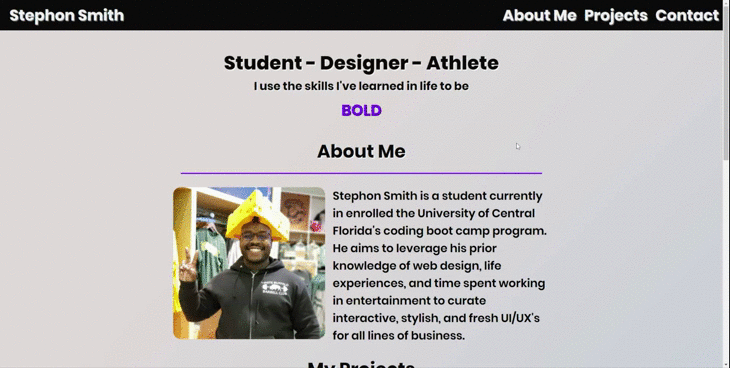 Stephon Smith
About Me Projects Contact
Student - Designer - Athlete
I use the skills I've learned in life to be
BOLD
About Me
Stephon Smith is a student currently
in enrolled the University of Central
Florida's coding boot camp program.
He aims to leverage his prior
knowledge of web design, life
experiences, and time spent working
in entertainment to curate
interactive, stylish, and fresh UI/UX's
for all lines of business.
My Projects